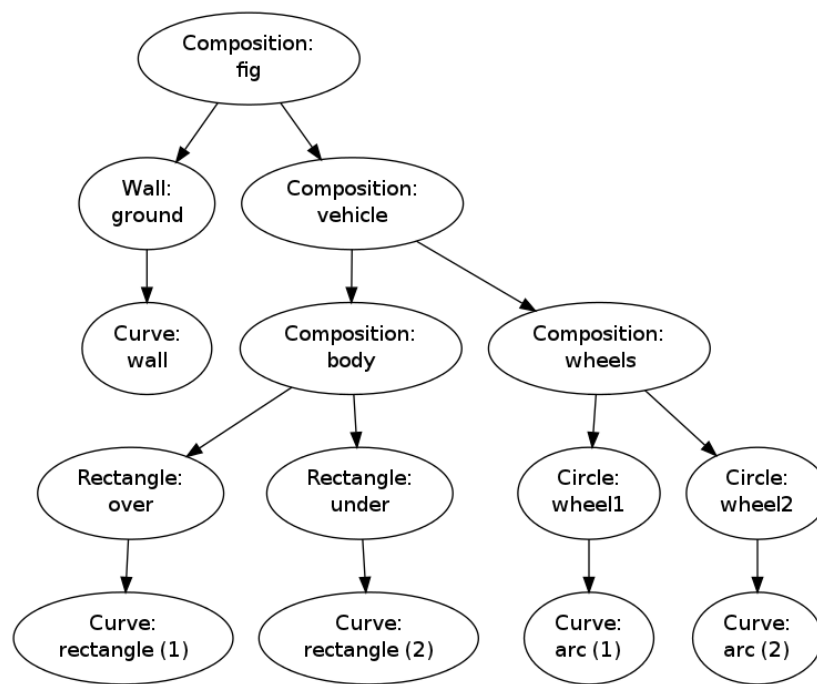 Composition:
fig
Wall:
ground
Composition:
vehicle
Curve:
wall
Composition:
body
Composition:
wheels
Rectangle:
over
Rectangle:
under
Circle:
wheel1
Circle:
wheel2
Curve:
rectangle (1)
Curve:
rectangle (2)
Curve:
arc (1)
Curve:
arc (2)